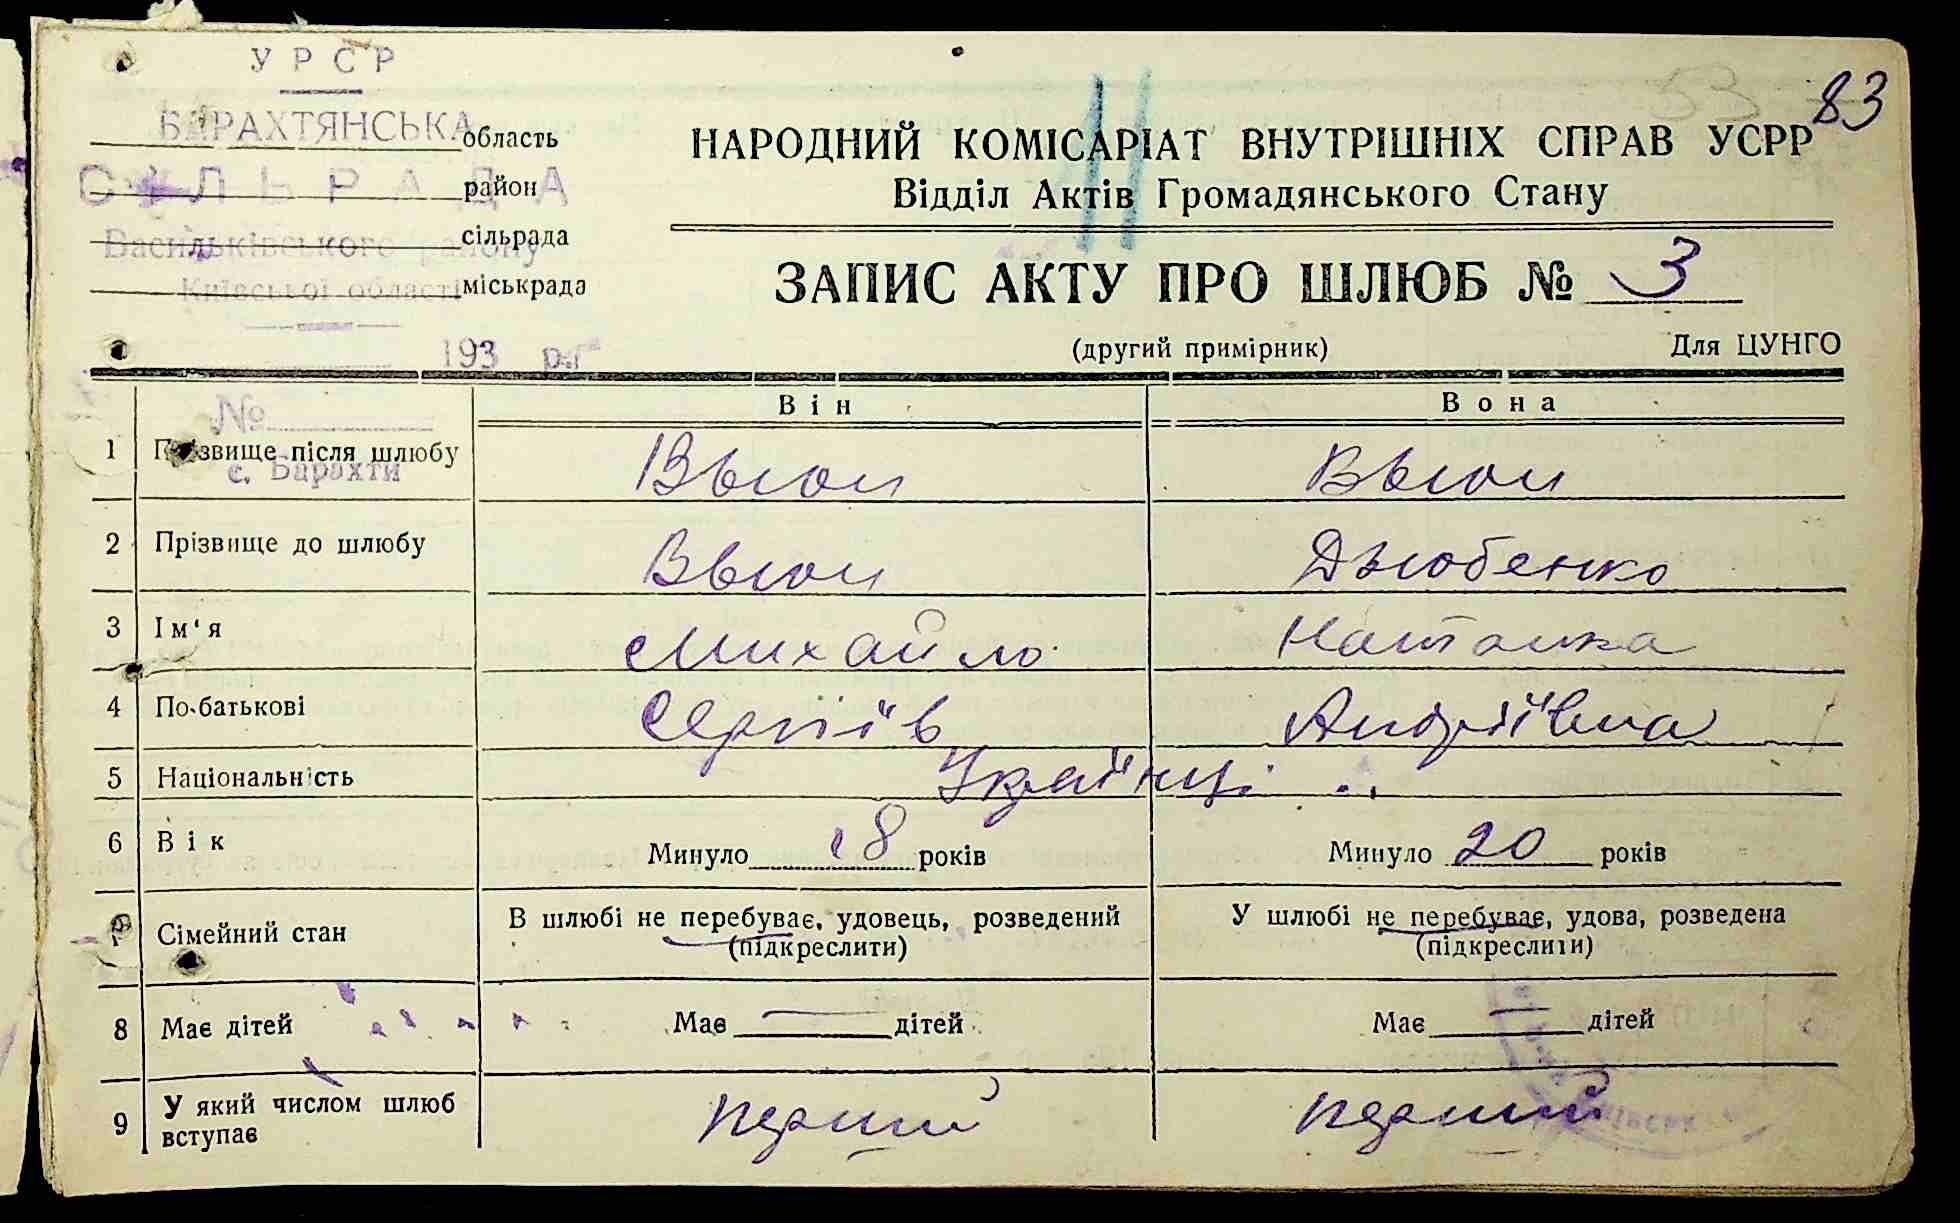 УРСР
83
БАРАХТЯНСЬКА область
СІЛЬРАДА район
Васильківського району сільрада
Київської області міськрада
193 р.
НАРОДНИЙ КОМІСАРІАТ ВНУТРІШНІХ СПРАВ УСРР
Відділ Актів Громадянського Стану
ЗАПИС АКТУ ПРО ШЛЮБ № 3
(другий примірник) Для ЦУНГО
№
с. Барахти
Він Вона
1 Прізвище після шлюбу Вьюн Вьюн
2 Прізвище до шлюбу Вьюн Дзюбенко
3 Ім'я Михайло Наталка
4 По-батькові Сергіїв Андріївна
5 Національність Українці
6 Вік Минуло 18 років Минуло 20 років
7 Сімейний стан В шлюбі не перебуває, удовець, розведений У шлюбі не перебуває, удова, розведена
(підкреслити) (підкреслити)
8 Має дітей Має — дітей Має — дітей
9 У який числом шлюб
вступає перший перший